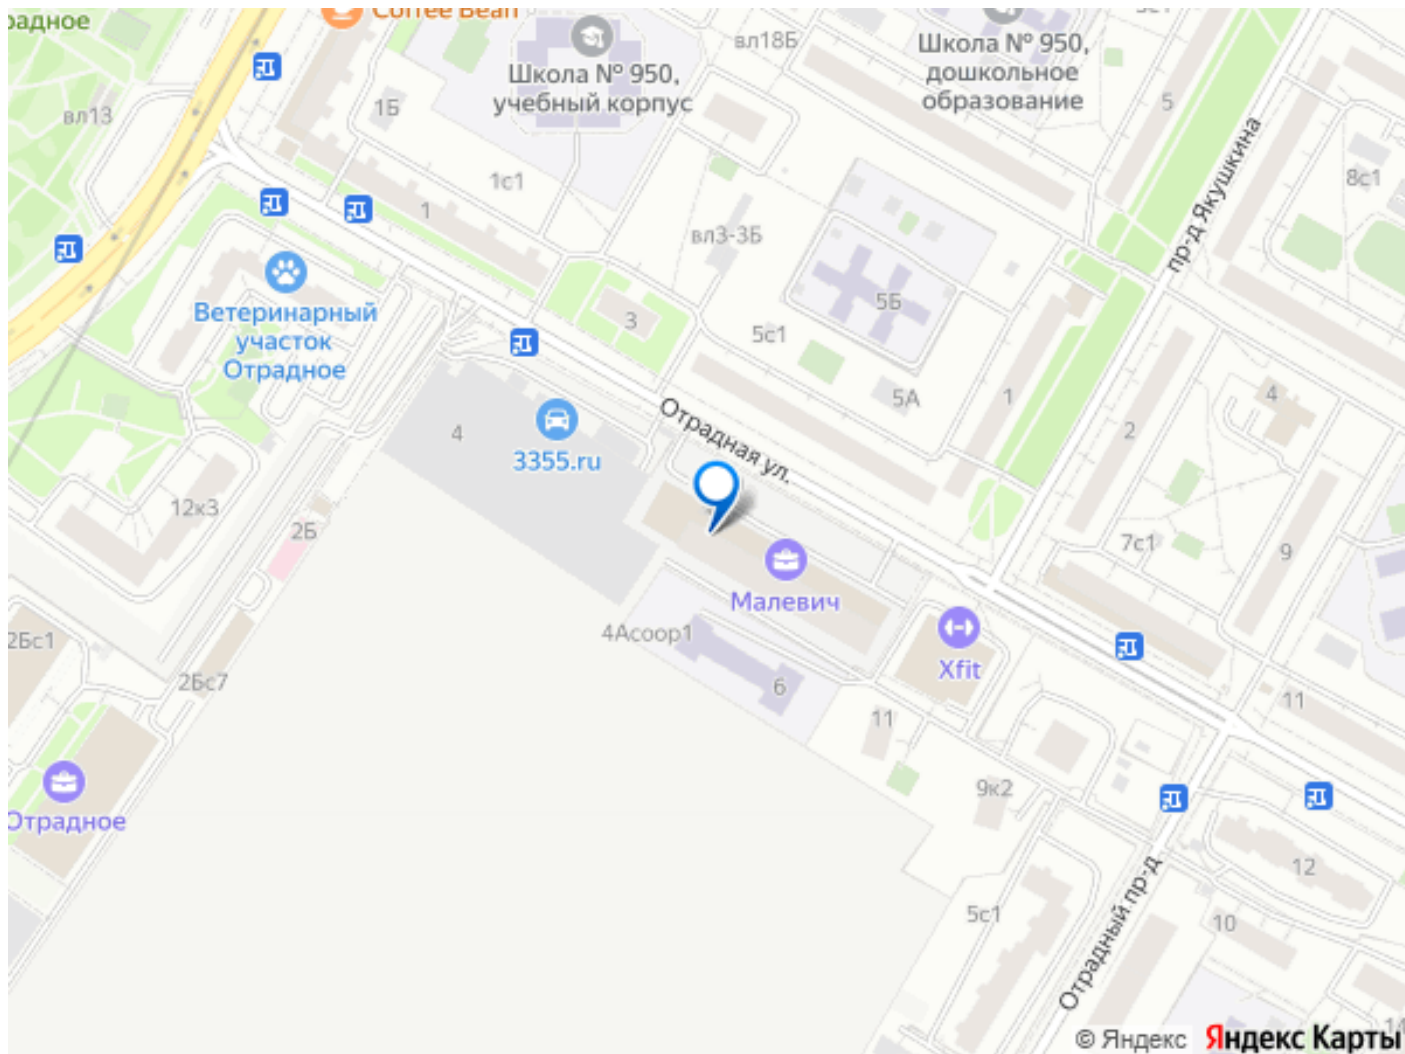 радное
Coffee Bean
вл18Б
Школа № 950,
учебный корпус
Школа № 950,
дошкольное
образование
вл13
1Б
5
1с1
1
8с1
пр-д Якушкина
вл3-3Б
5Б
Ветеринарный
участок
Отрадное
3
5с1
5А
1
4
2
4
3355.ru
Отрадная ул.
12к3
2Б
7с1
9
Малевич
4Асоор1
2Бс1
Xfit
2Бс7
6
11
11
9к2
Отрадное
12
5с1
10
Отрадный пр-д
14
© Яндекс
Яндекс Карты